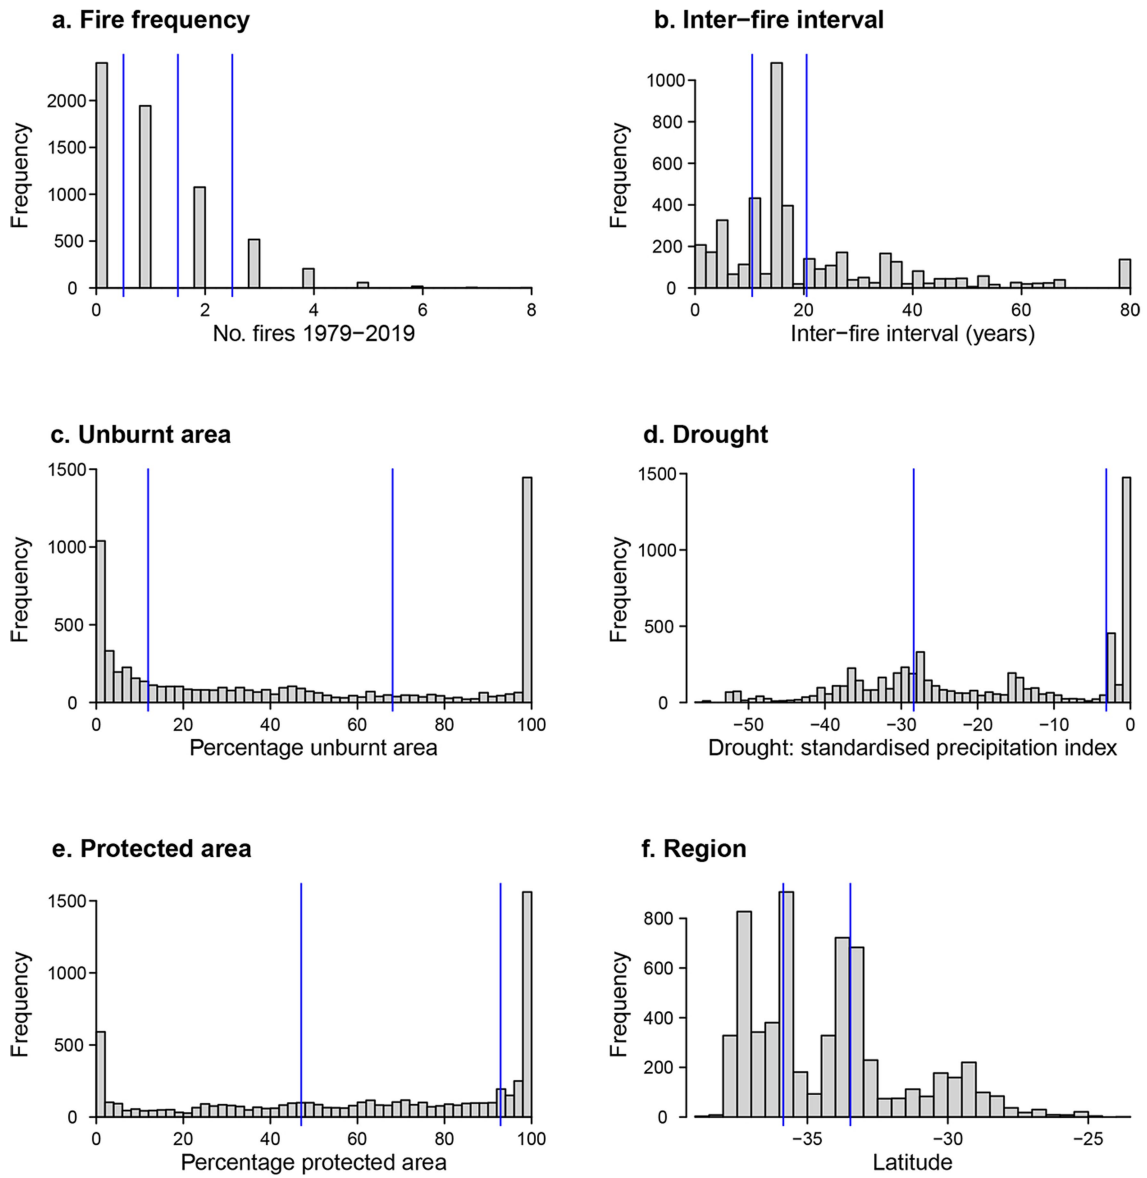 a. Fire frequency
Frequency
2000
1500
1000
500
0
0 2 4 6 8
No. fires 1979−2019
b. Inter−fire interval
Frequency
1000
800
600
400
200
0
0 20 40 60 80
Inter−fire interval (years)
c. Unburnt area
Frequency
1500
1000
500
0
0 20 40 60 80 100
Percentage unburnt area
d. Drought
Frequency
1500
1000
500
0
−50 −40 −30 −20 −10 0
Drought: standardised precipitation index
e. Protected area
Frequency
1500
1000
500
0
0 20 40 60 80 100
Percentage protected area
f. Region
Frequency
800
600
400
200
0
−35 −30 −25
Latitude